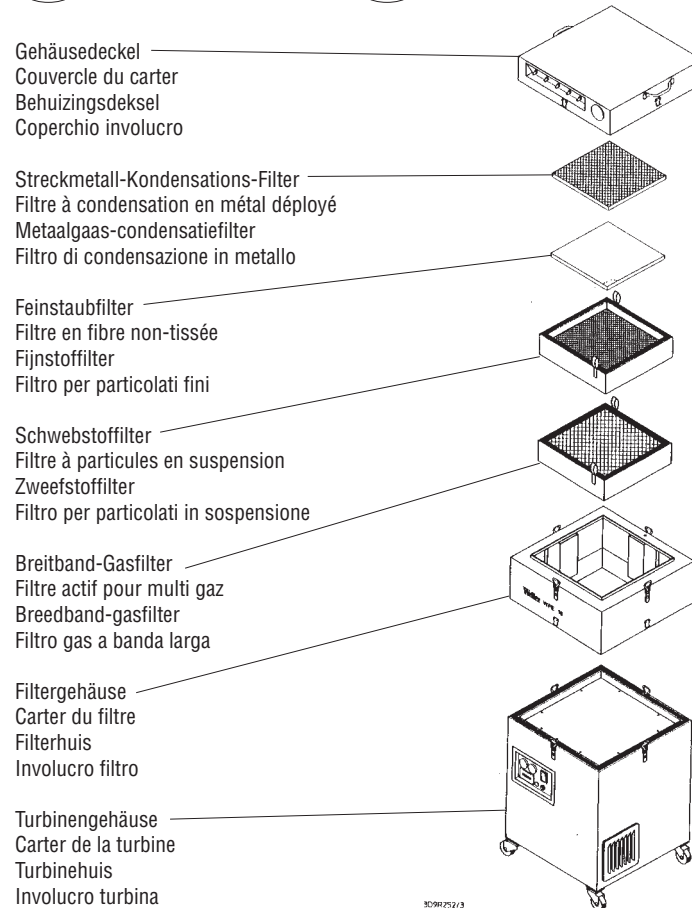 Gehäusedeckel
Couvercle du carter
Behuizingsdeksel
Coperchio involucro
Streckmetall-Kondensations-Filter
Filtre à condensation en métal déployé
Metaalgaas-condensatiefilter
Filtro di condensazione in metallo
Feinstaubfilter
Filtre en fibre non-tissée
Fijnstoffilter
Filtro per particolati fini
Schwebstoffilter
Filtre à particules en suspension
Zweefstoffilter
Filtro per particolati in sospensione
Breitband-Gasfilter
Filtre actif pour multi gaz
Breedband-gasfilter
Filtro gas a banda larga
Filtergehäuse
Carter du filtre
Filterhuis
Involucro filtro
Turbinengehäuse
Carter de la turbine
Turbinehuis
Involucro turbina
3D9R252/3